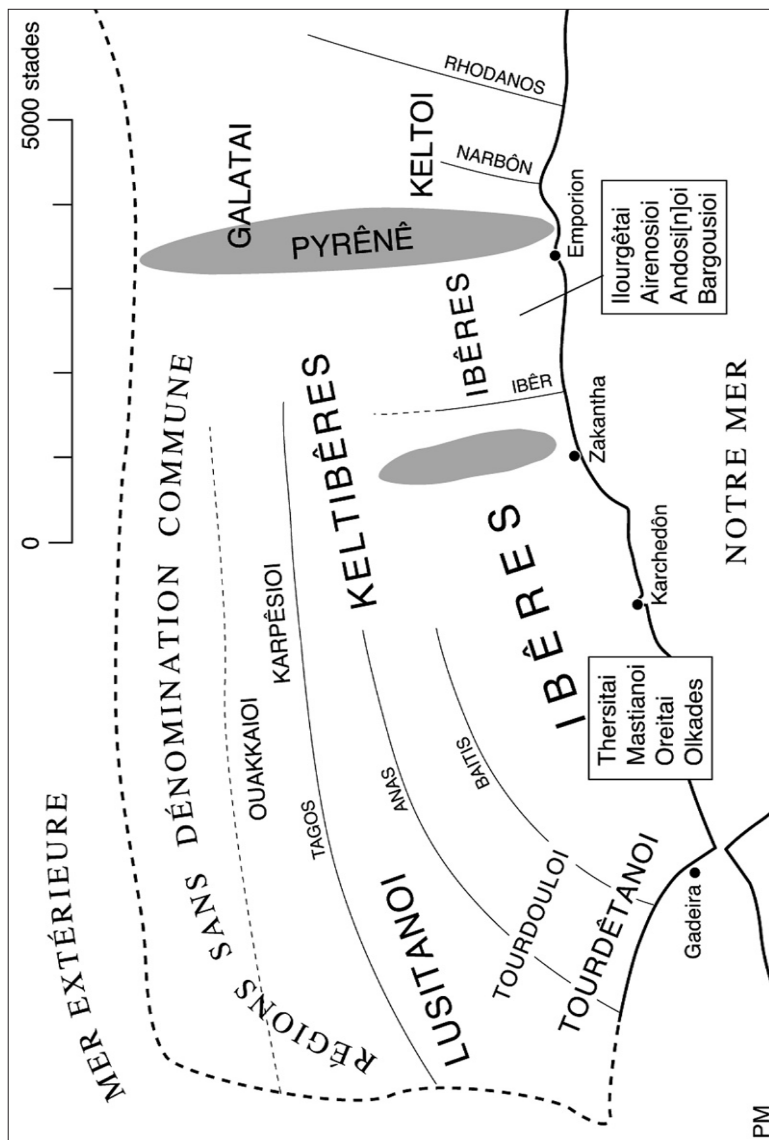 0
5000 stades
MER EXTÉRIEURE
RÉGIONS SANS DÉNOMINATION COMMUNE
GALATAI
PYRÊNÊ
KELTOI
RHODANOS
NARBÔN
OUAKKAIOI
KARPÊSIOI
TAGOS
KELTIBÊRES
IBÊRES
IBÊR
LUSITANOI
ANAS
BAITIS
IBÊRES
TOURDOULOI
TOURDÊTANOI
Emporion
Zakantha
Karchedôn
Gadeira
Ilourgêtai
Airenosioi
Andosi[n]oi
Bargousioi
Thersitai
Mastianoi
Oreitai
Olkades
NOTRE MER
PM